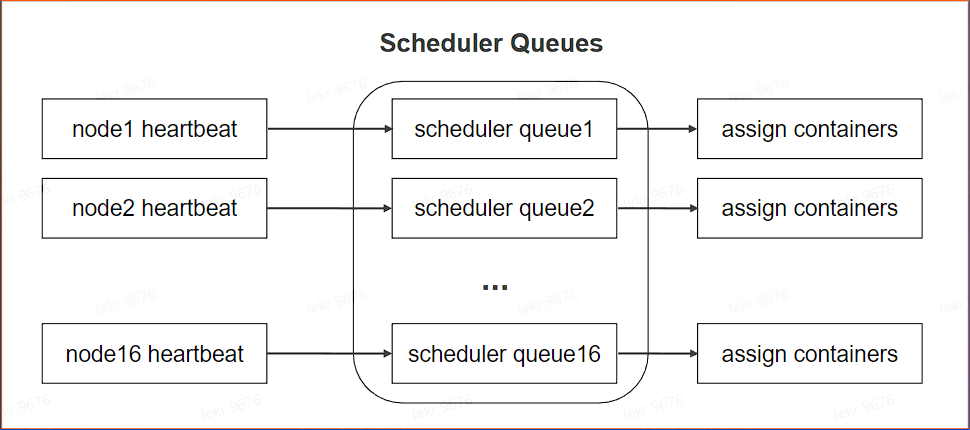 Scheduler Queues
node1 heartbeat
scheduler queue1
assign containers
node2 heartbeat
scheduler queue2
assign containers
...
node16 heartbeat
scheduler queue16
assign containers
lekr 9676